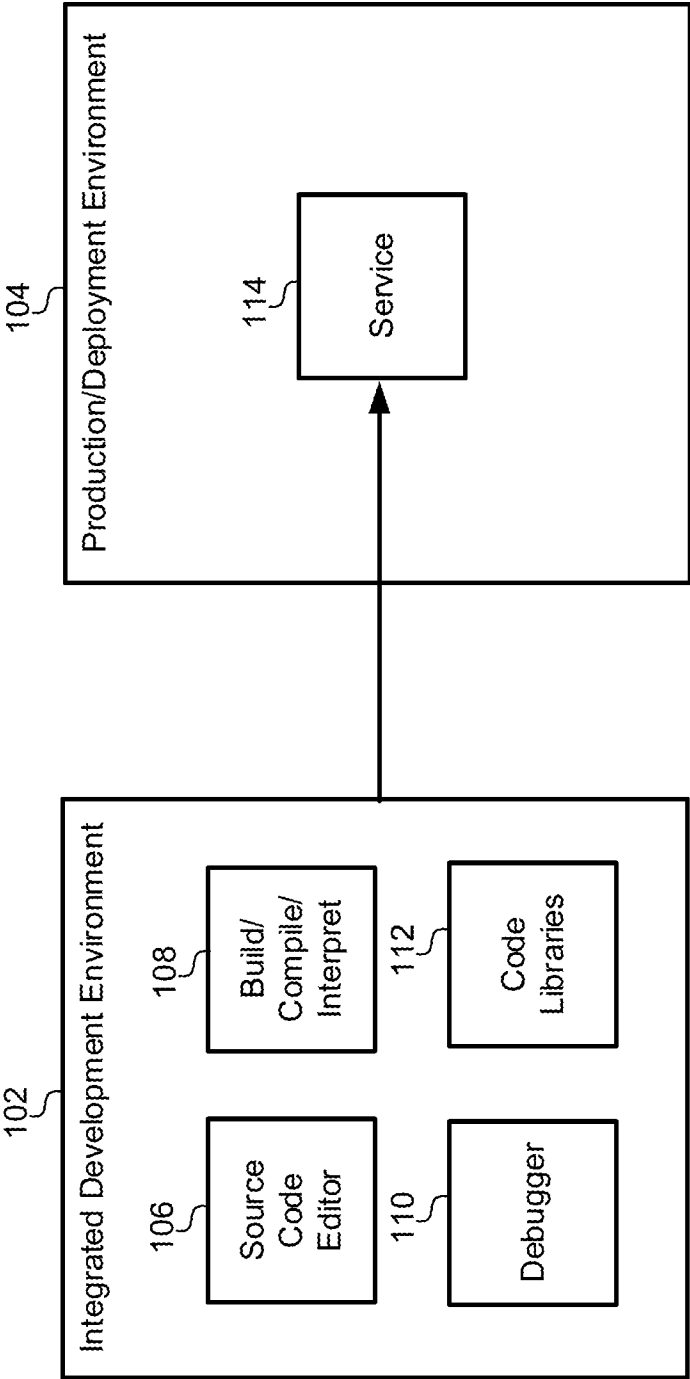 102
Integrated Development Environment
106
Source
Code
Editor
108
Build/
Compile/
Interpret
110
Debugger
112
Code
Libraries
104
Production/Deployment Environment
114
Service